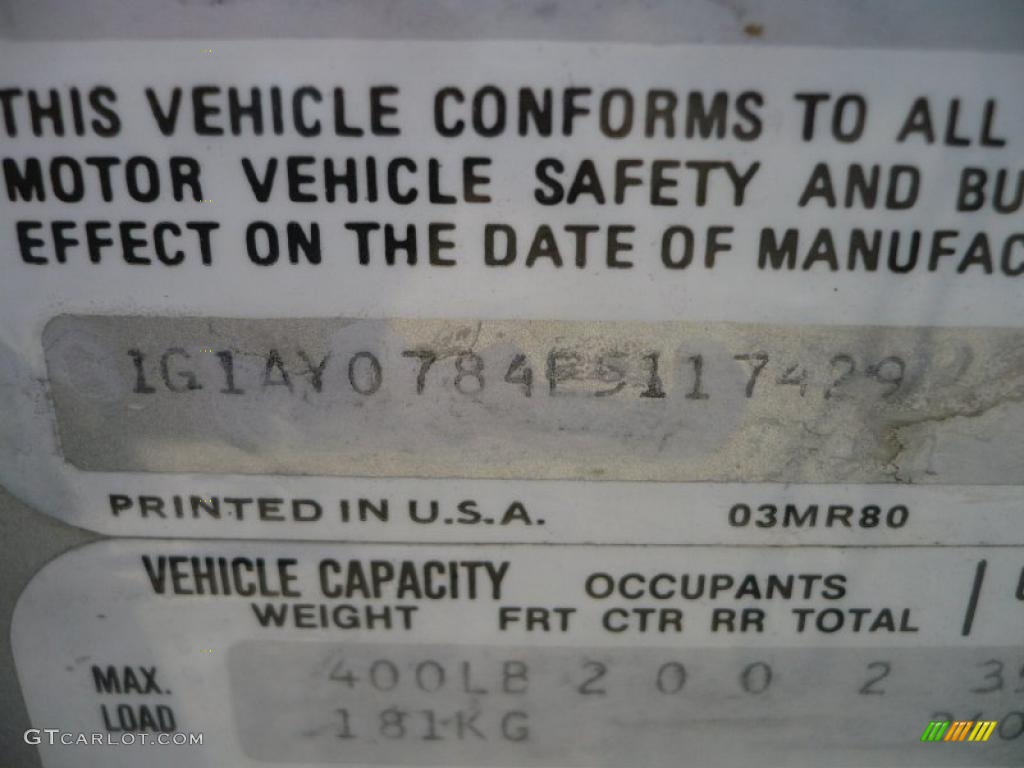 THIS VEHICLE CONFORMS TO ALL
MOTOR VEHICLE SAFETY AND BU
EFFECT ON THE DATE OF MANUFAC
1G1AY0784E5117429
PRINTED IN U.S.A. 03MR80
VEHICLE CAPACITY OCCUPANTS
WEIGHT FRT CTR RR TOTAL
MAX. 400LB 2 0 0 2
LOAD 181KG
GTCARLOT.COM